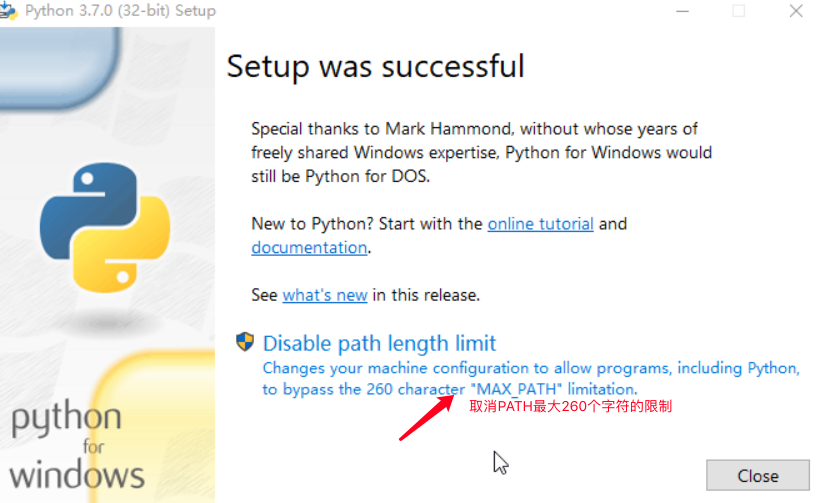 Python 3.7.0 (32-bit) Setup
Setup was successful
Special thanks to Mark Hammond, without whose years of
freely shared Windows expertise, Python for Windows would
still be Python for DOS.
New to Python? Start with the online tutorial and
documentation.
See what's new in this release.
Disable path length limit
Changes your machine configuration to allow programs, including Python,
to bypass the 260 character "MAX_PATH" limitation.
取消PATH最大260个字符的限制
python
for
windows
Close